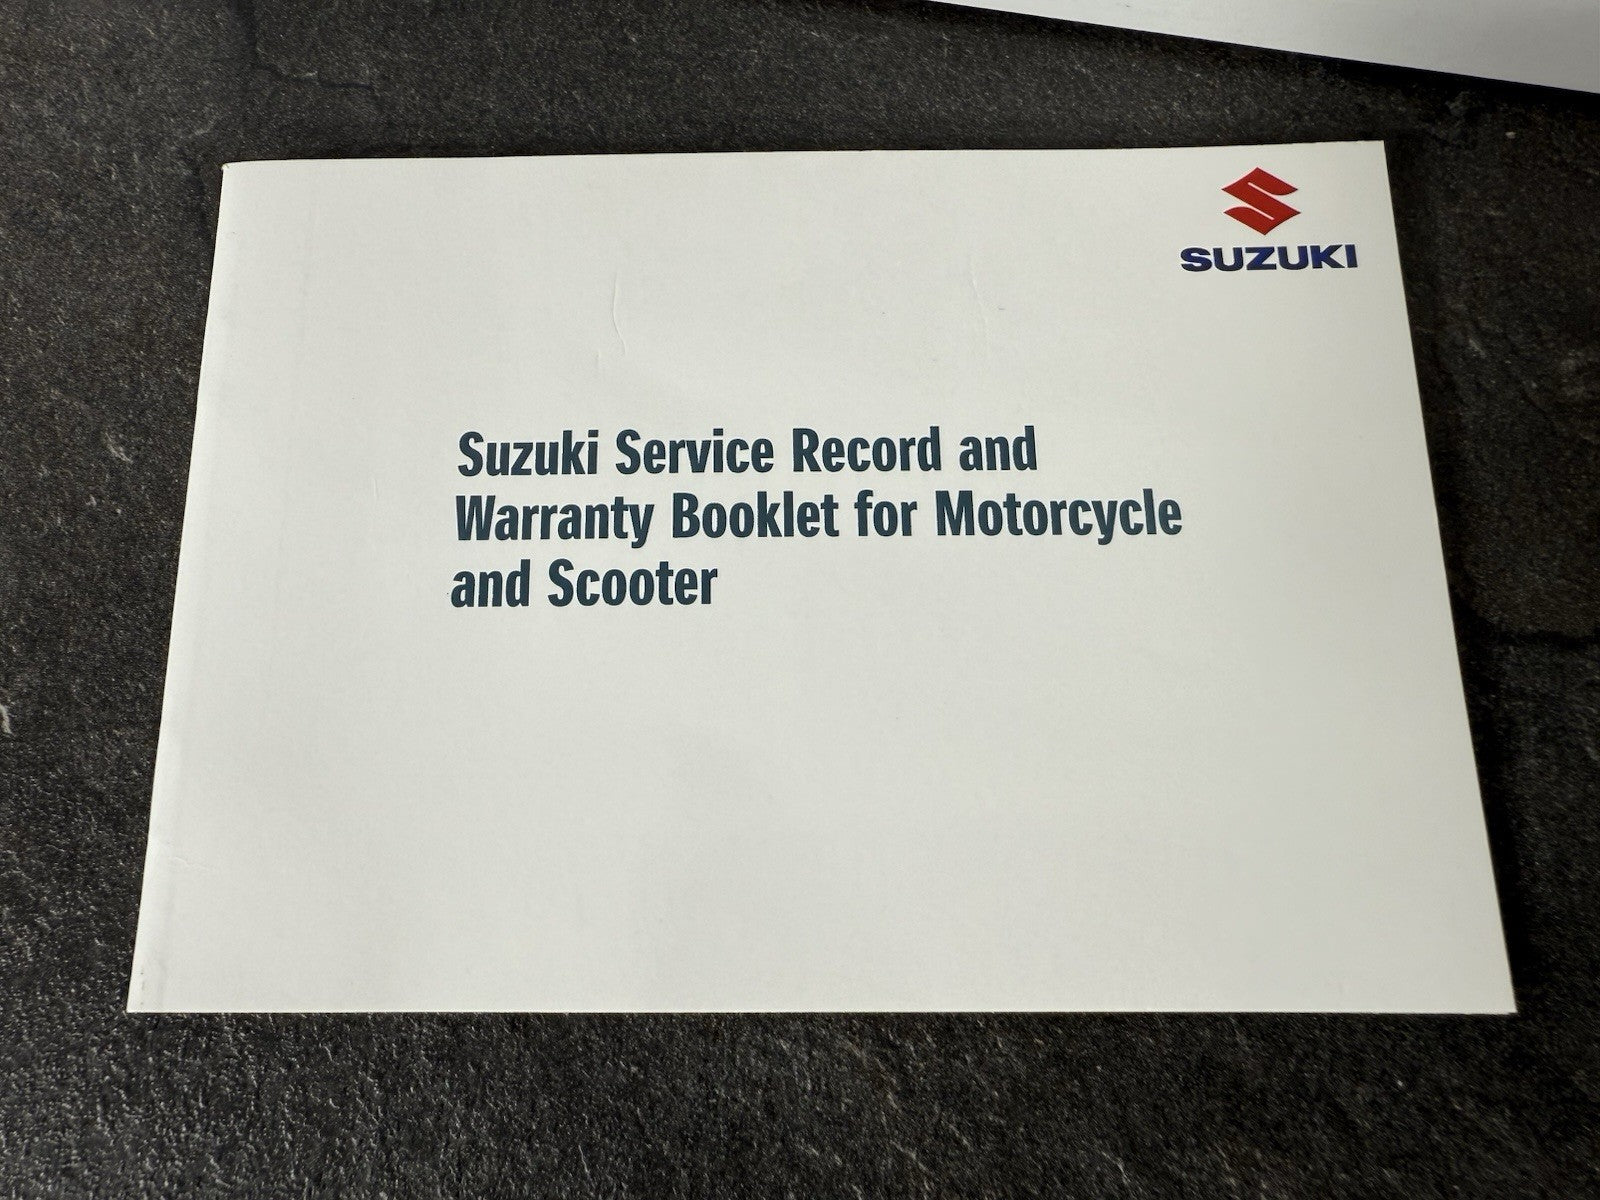 SUZUKI
Suzuki Service Record and
Warranty Booklet for Motorcycle
and Scooter